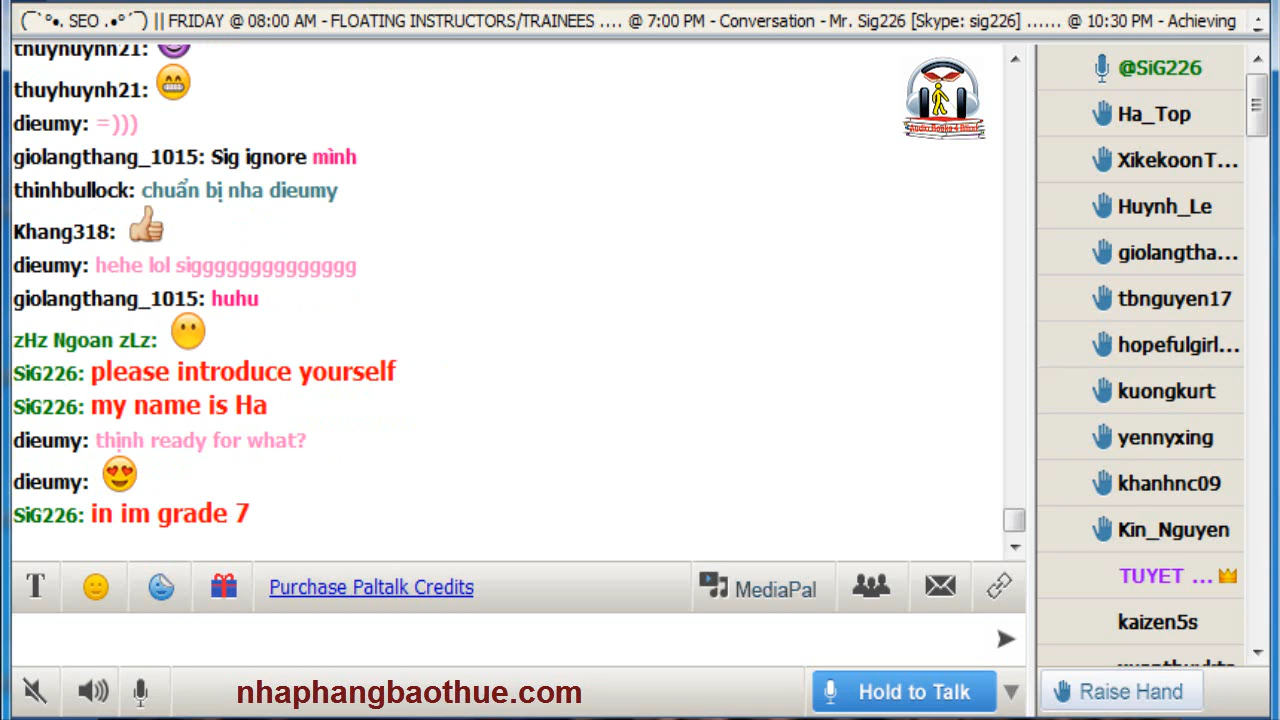 (¯`°•. SEO .•°´¯) || FRIDAY @ 08:00 AM - FLOATING INSTRUCTORS/TRAINEES .... @ 7:00 PM - Conversation - Mr. Sig226 [Skype: sig226] ...... @ 10:30 PM - Achieving
thuyhuynh21:
thuyhuynh21:
dieumy: =)))
giolangthang_1015: Sig ignore mình
thinhbullock: chuẩn bị nha dieumy
Khang318:
dieumy: hehe lol siggggggggggggggg
giolangthang_1015: huhu
zHz Ngoan zLz:
SiG226: please introduce yourself
SiG226: my name is Ha
dieumy: thịnh ready for what?
dieumy:
SiG226: in im grade 7
@SiG226
Ha_Top
XikekoonT...
Huynh_Le
giolangtha...
tbnguyen17
hopefulgirl...
kuongkurt
yennyxing
khanhnc09
Kin_Nguyen
TUYET ...
kaizen5s
T
Purchase Paltalk Credits
MediaPal
nhaphangbaothue.com
Hold to Talk
Raise Hand